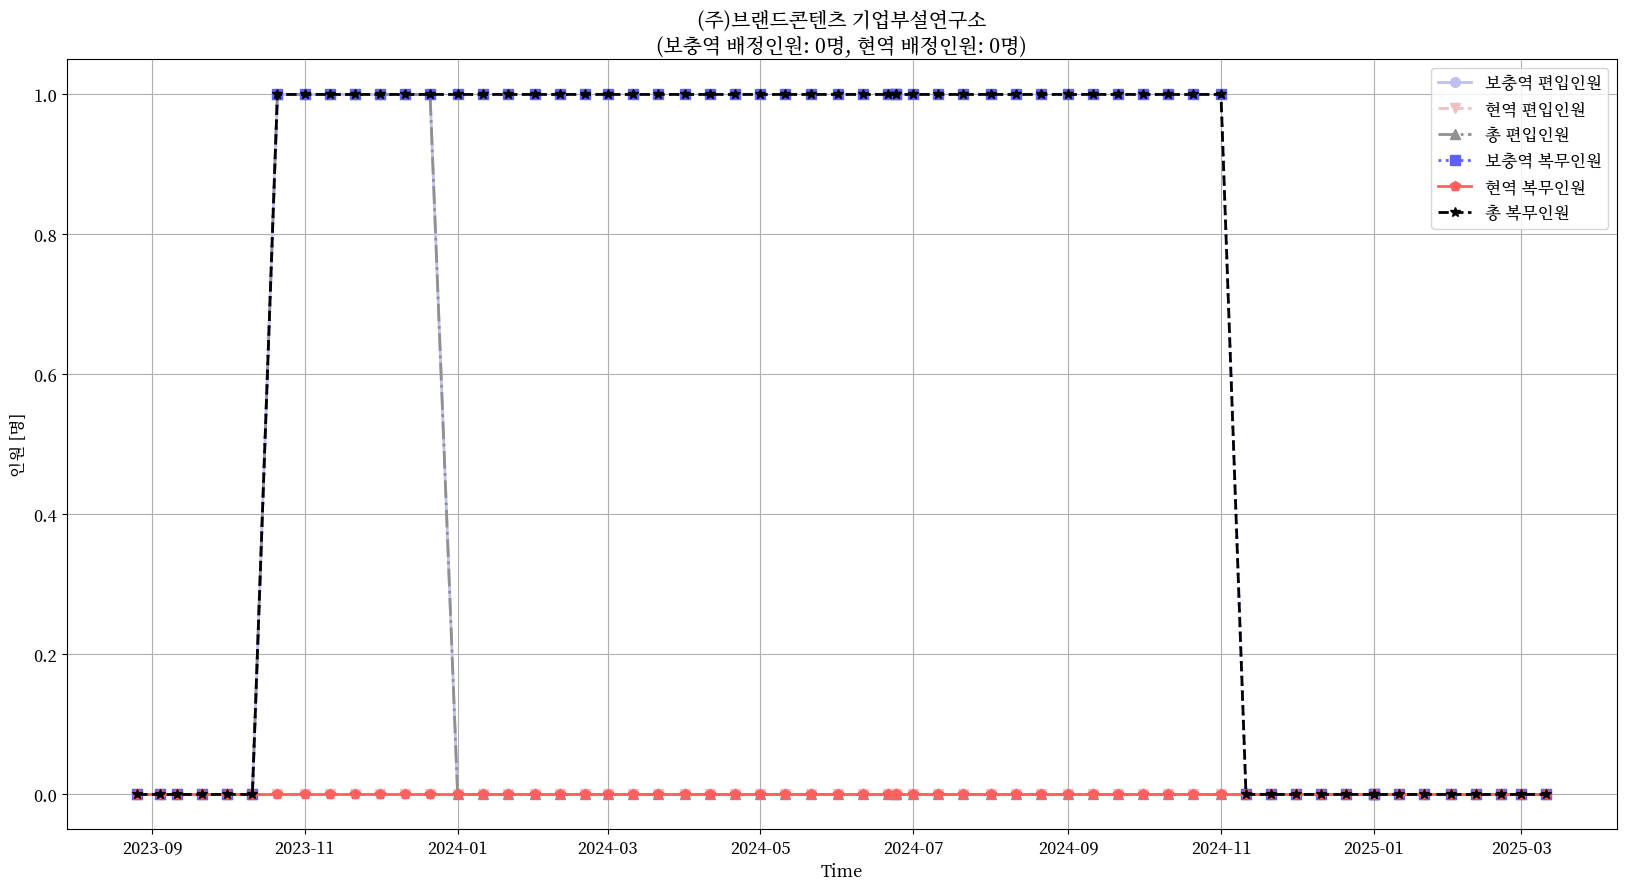 (주)브랜드콘텐츠 기업부설연구소
(보충역 배정인원: 0명, 현역 배정인원: 0명)
보충역 편입인원
현역 편입인원
총 편입인원
보충역 복무인원
현역 복무인원
총 복무인원
인원 [명]
1.0
0.8
0.6
0.4
0.2
0.0
2023-09
2023-11
2024-01
2024-03
2024-05
2024-07
2024-09
2024-11
2025-01
2025-03
Time